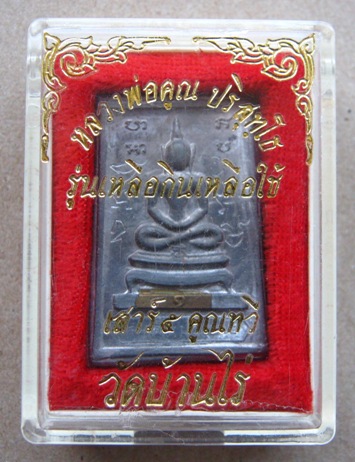 หลวงพ่อคูณ ปริสุทฺโธ
รุ่นเหลือกินเหลือใช้
เสาร์ ๕ คูณทวี
วัดบ้านไร่